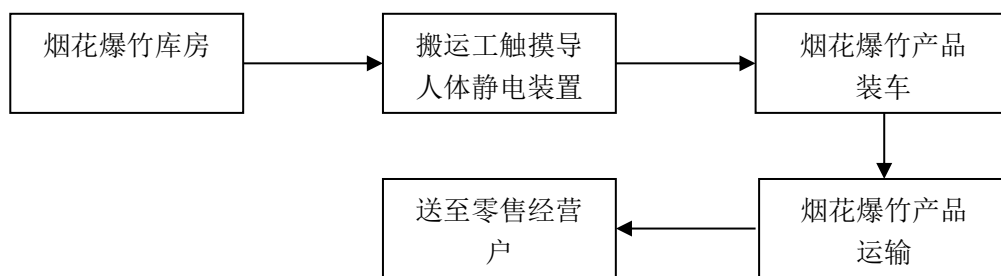 烟花爆竹库房
搬运工触摸导
人体静电装置
烟花爆竹产品
装车
烟花爆竹产品
运输
送至零售经营
户